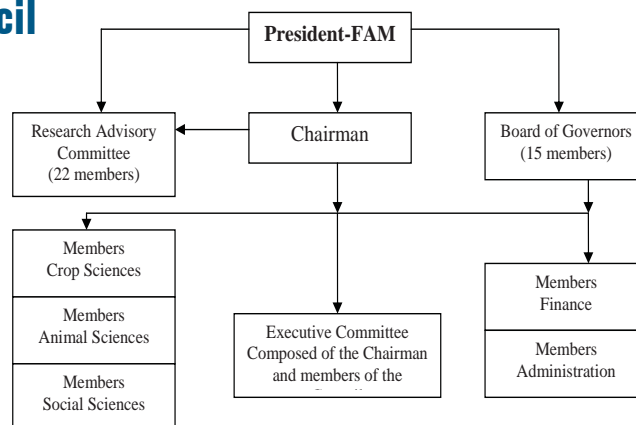 cil
President-FAM
Research Advisory
Committee
(22 members)
Chairman
Board of Governors
(15 members)
Members
Crop Sciences
Members
Animal Sciences
Members
Social Sciences
Executive Committee
Composed of the Chairman
and members of the
Members
Finance
Members
Administration